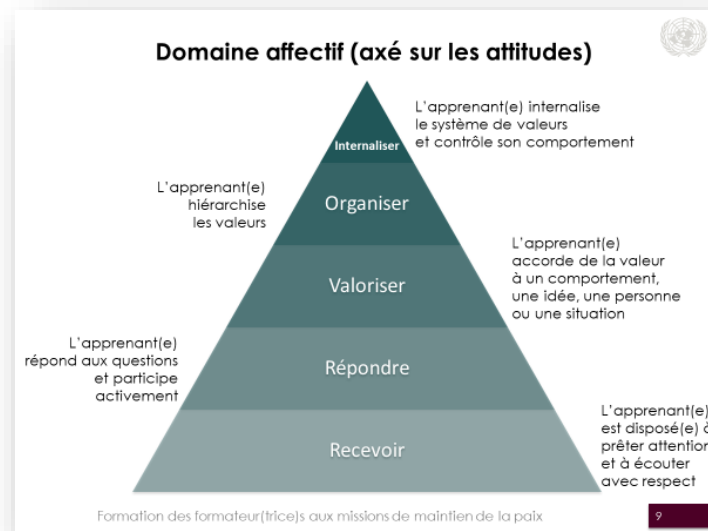 Domaine affectif (axé sur les attitudes)
L'apprenant(e) internalise
le système de valeurs
et contrôle son comportement
Internaliser
L'apprenant(e)
hiérarchise
les valeurs
Organiser
L'apprenant(e)
accorde de la valeur
à un comportement,
une idée, une personne
ou une situation
Valoriser
L'apprenant(e)
répond aux questions
et participe
activement
Répondre
L'apprenant(e)
est disposé(e) à
prêter attention
et à écouter
avec respect
Recevoir
Formation des formateur(trice)s aux missions de maintien de la paix
9